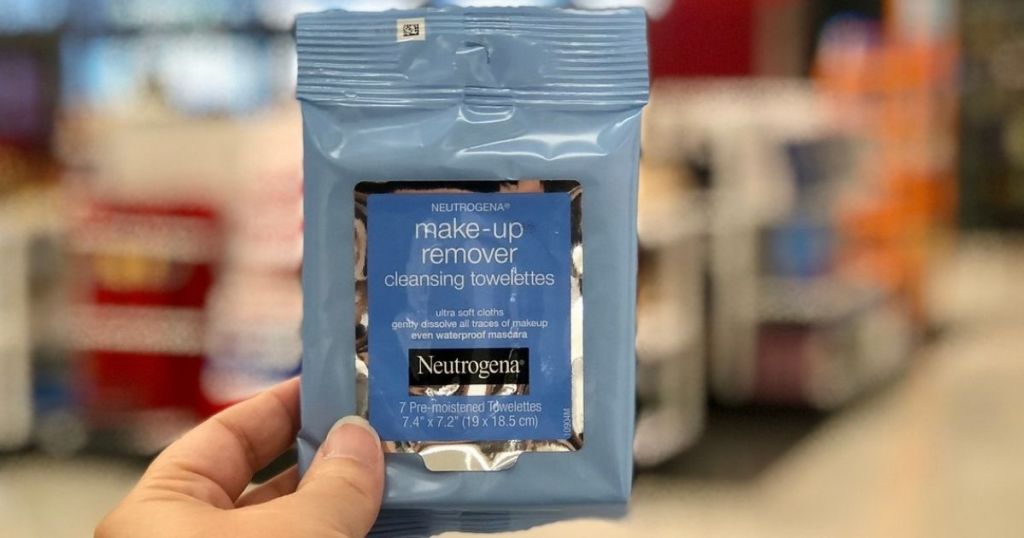 NEUTROGENA®
make-up
remover
cleansing towelettes
ultra soft cloths
gently dissolve all traces of makeup
even waterproof mascara
Neutrogena®
7 Pre-moistened Towelettes
7.4" x 7.2" (19 x 18.5 cm)